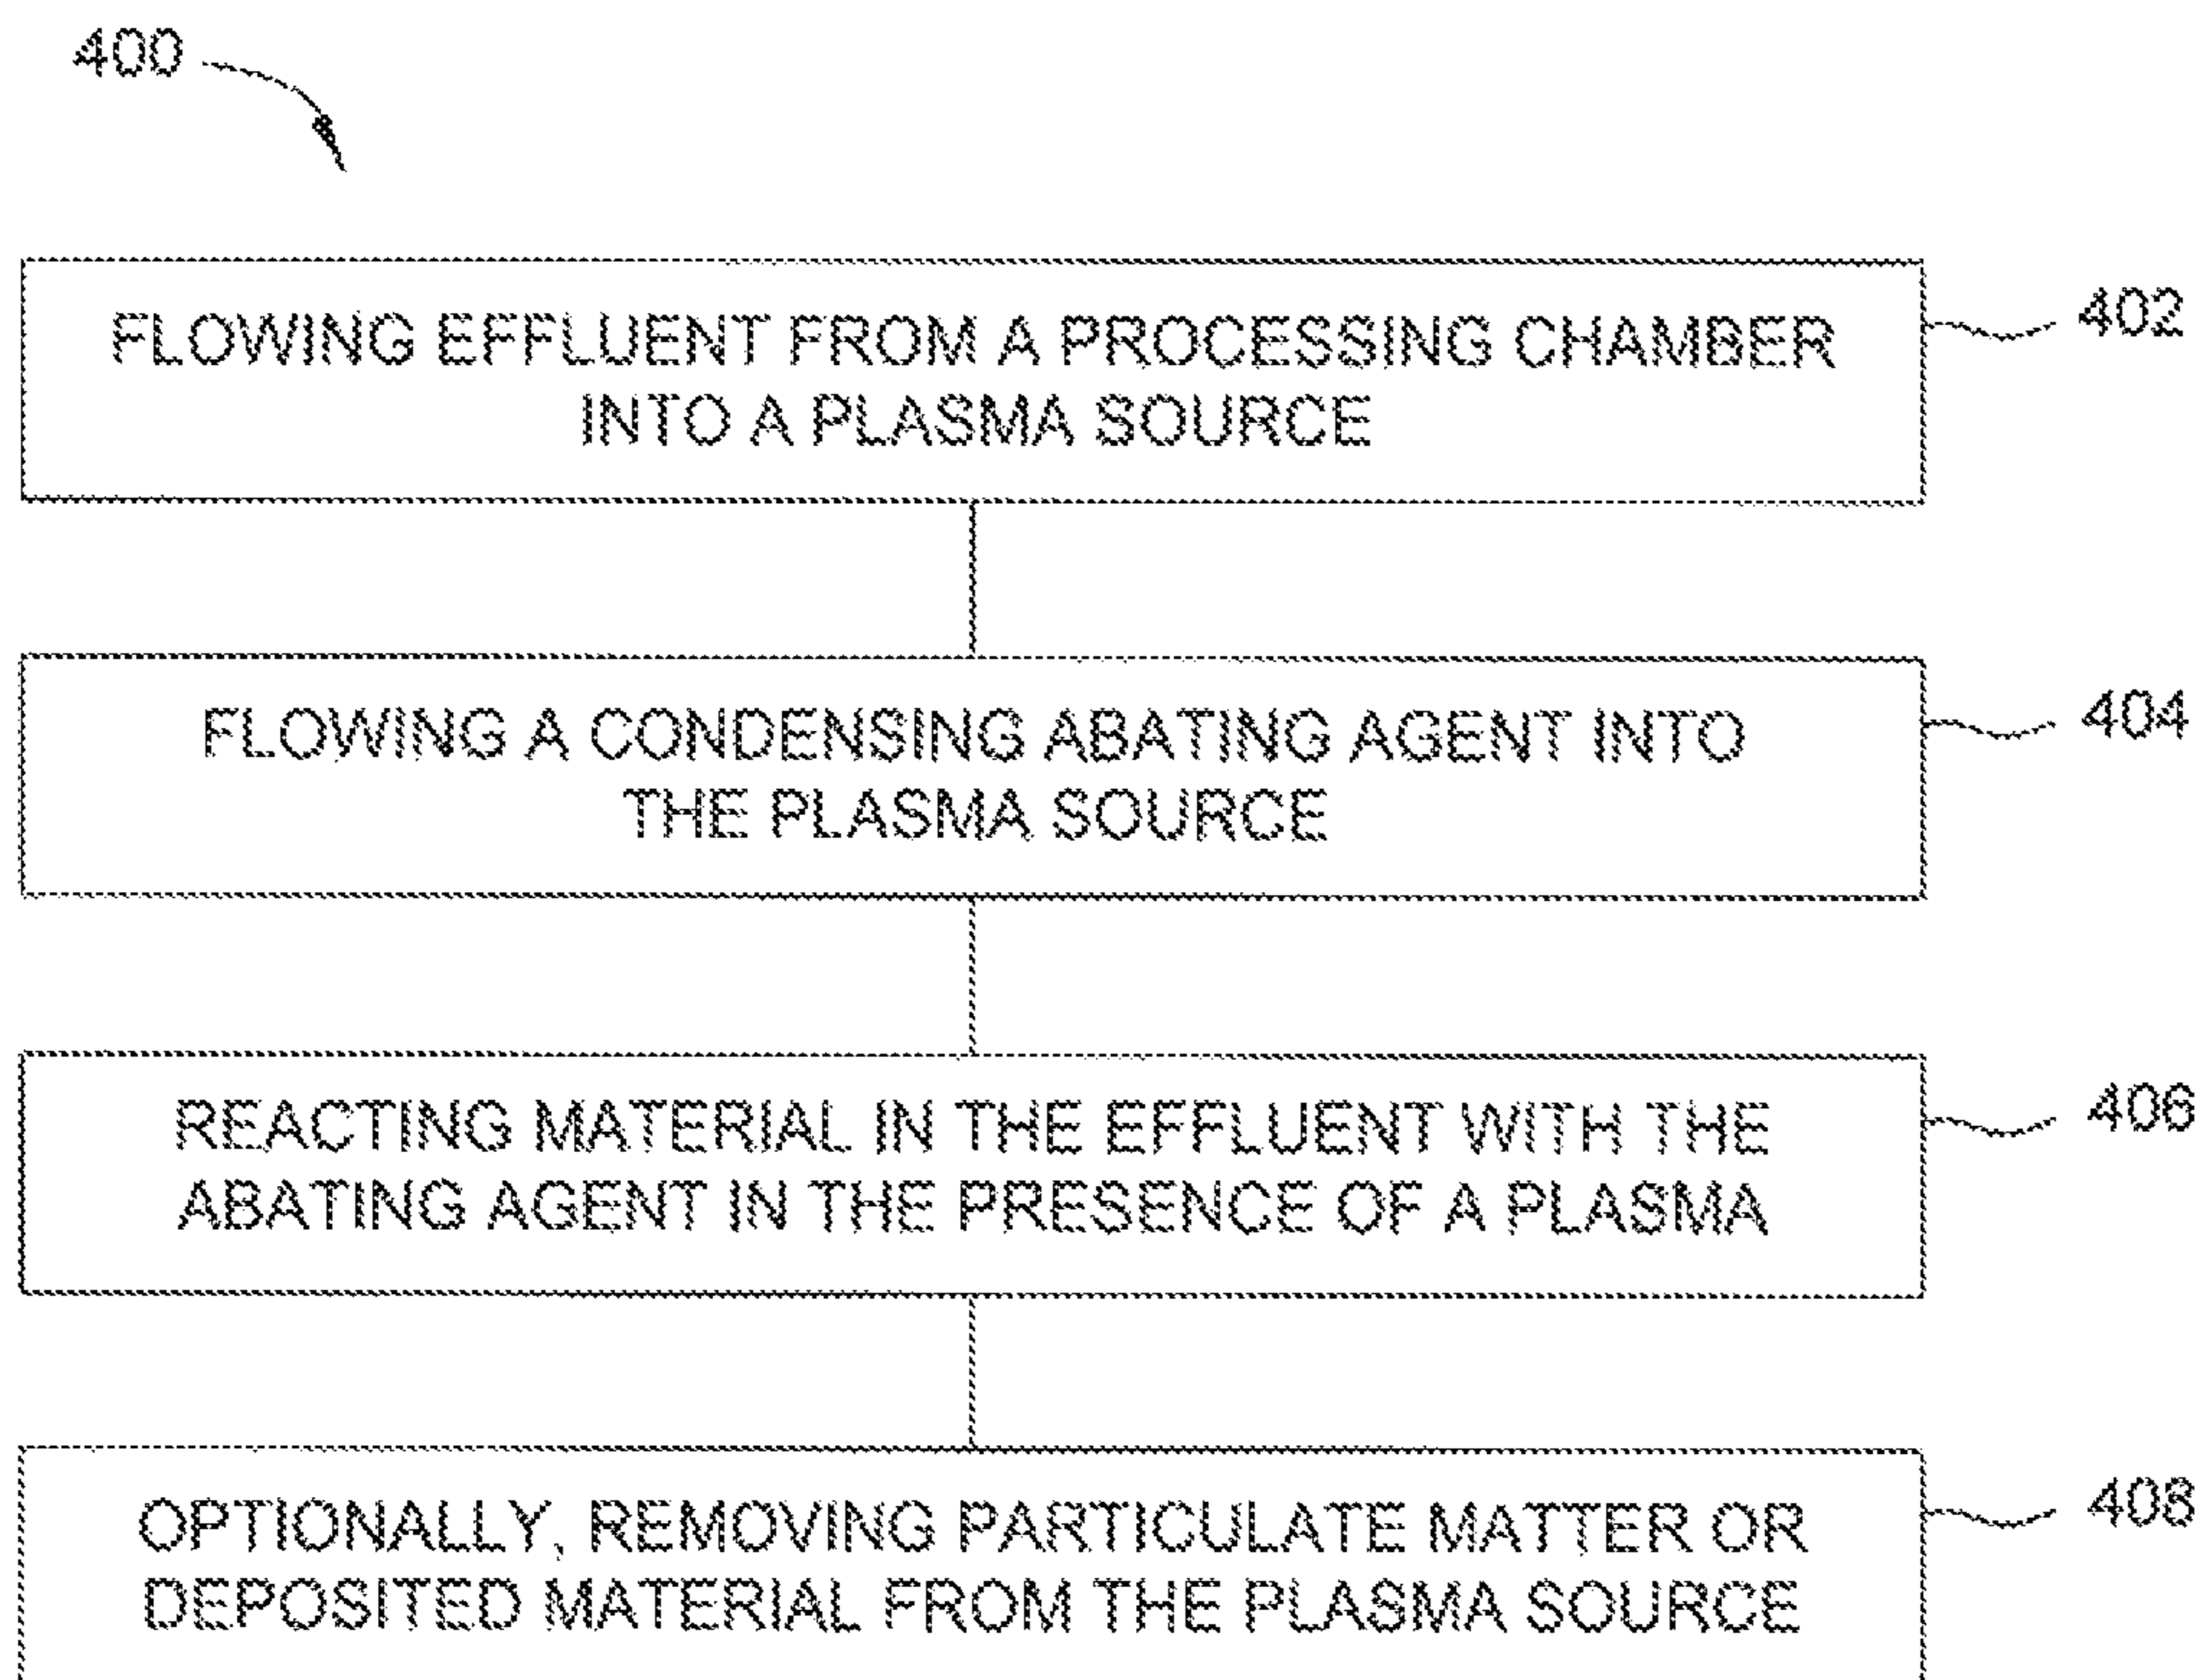 400
FLOWING EFFLUENT FROM A PROCESSING CHAMBER
INTO A PLASMA SOURCE
402
FLOWING A CONDENSING ABATING AGENT INTO
THE PLASMA SOURCE
404
REACTING MATERIAL IN THE EFFLUENT WITH THE
ABATING AGENT IN THE PRESENCE OF A PLASMA
406
OPTIONALLY, REMOVING PARTICULATE MATTER OR
DEPOSITED MATERIAL FROM THE PLASMA SOURCE
408